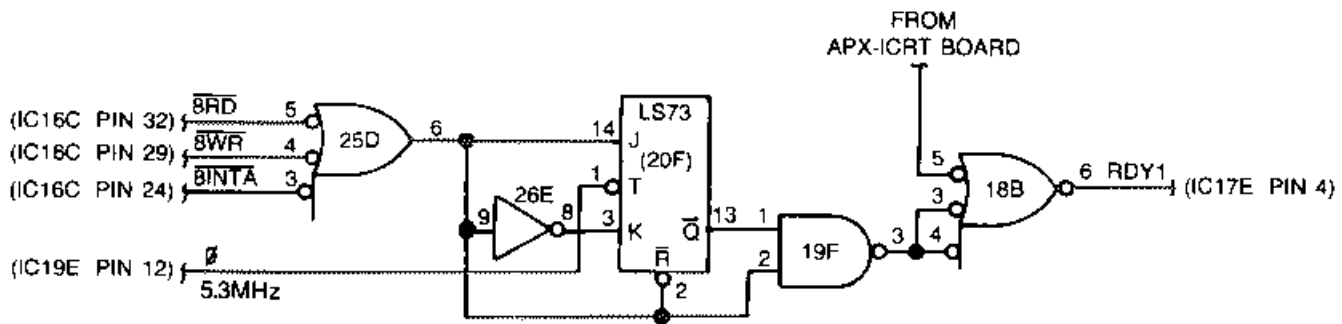 FROM
APX-ICRT BOARD
(IC16C PIN 32) 8RD 5
(IC16C PIN 29) 8WR 4
(IC16C PIN 24) 8INTA 3
25D
6
14 J
LS73
(20F)
1 T
9 26E 8
3 K
Q 13
R
2
(IC19E PIN 12) ø
5.3MHz
1
2
19F
3
5
3
4
18B
6 RDY1 (IC17E PIN 4)